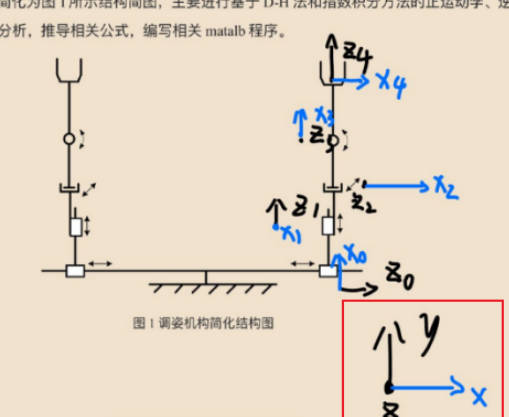 简化为图1所示结构简图，主要进行基于 D-H 法和指数积分方法的正运动学、逆
分析，推导相关公式，编写相关 matalb 程序。
Z4
X4
X3
Z3
X2
Z2
Z1
X1
X0
Z0
图 1 调姿机构简化结构图
y
x
z